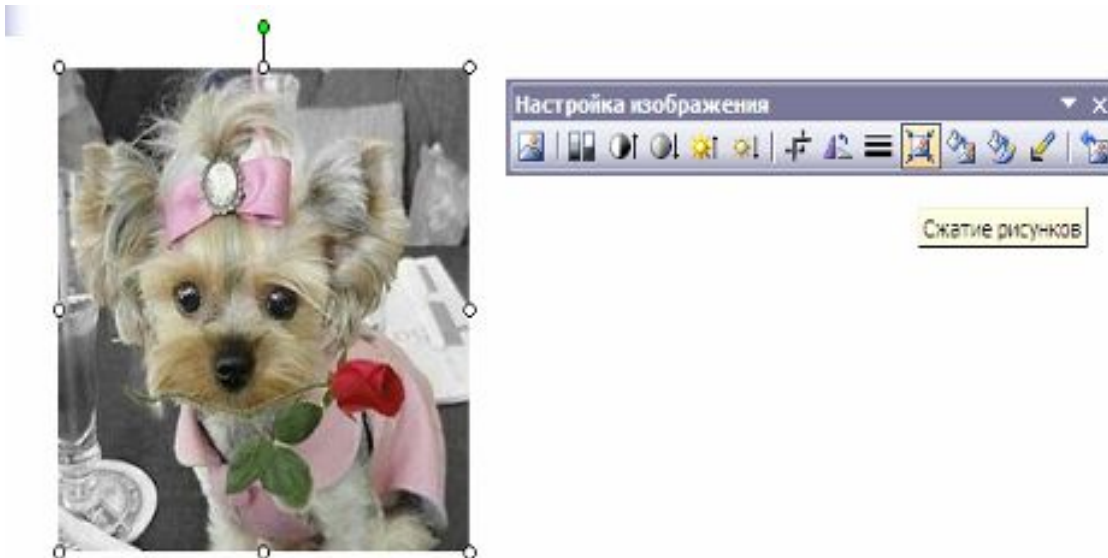 Настройка изображения
Сжатие рисунков